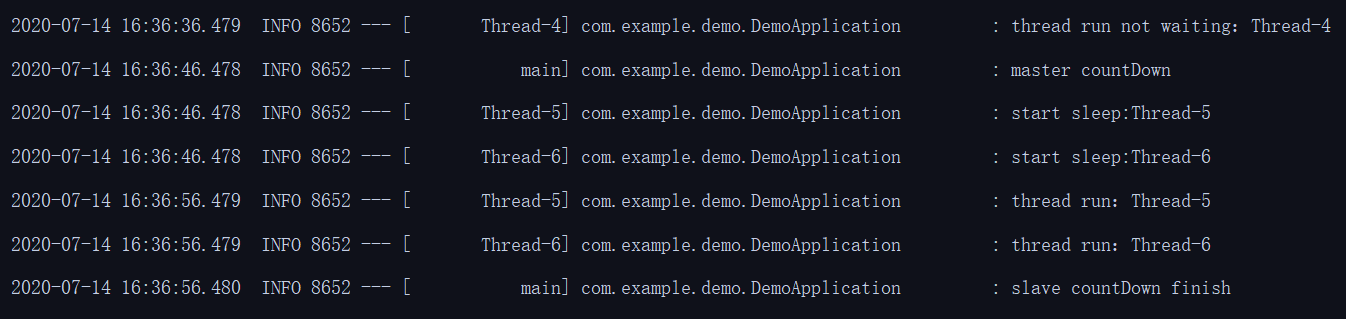 2020-07-14 16:36:36.479  INFO 8652 --- [       Thread-4] com.example.demo.DemoApplication         : thread run not waiting：Thread-4
2020-07-14 16:36:46.478  INFO 8652 --- [           main] com.example.demo.DemoApplication         : master countDown
2020-07-14 16:36:46.478  INFO 8652 --- [       Thread-5] com.example.demo.DemoApplication         : start sleep:Thread-5
2020-07-14 16:36:46.478  INFO 8652 --- [       Thread-6] com.example.demo.DemoApplication         : start sleep:Thread-6
2020-07-14 16:36:56.479  INFO 8652 --- [       Thread-5] com.example.demo.DemoApplication         : thread run：Thread-5
2020-07-14 16:36:56.479  INFO 8652 --- [       Thread-6] com.example.demo.DemoApplication         : thread run：Thread-6
2020-07-14 16:36:56.480  INFO 8652 --- [           main] com.example.demo.DemoApplication         : slave countDown finish